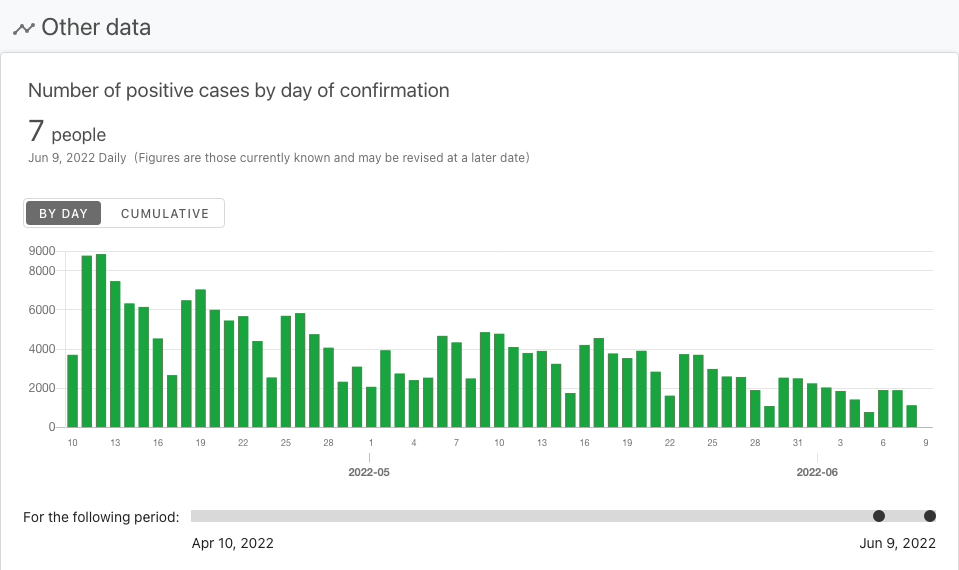 Other data
Number of positive cases by day of confirmation
7 people
Jun 9, 2022 Daily (Figures are those currently known and may be revised at a later date)
BY DAY CUMULATIVE
9000
8000
6000
4000
2000
0
10 13 16 19 22 25 28 1 4 7 10 13 16 19 22 25 28 31 3 6 9
2022-05 2022-06
For the following period:
Apr 10, 2022 Jun 9, 2022